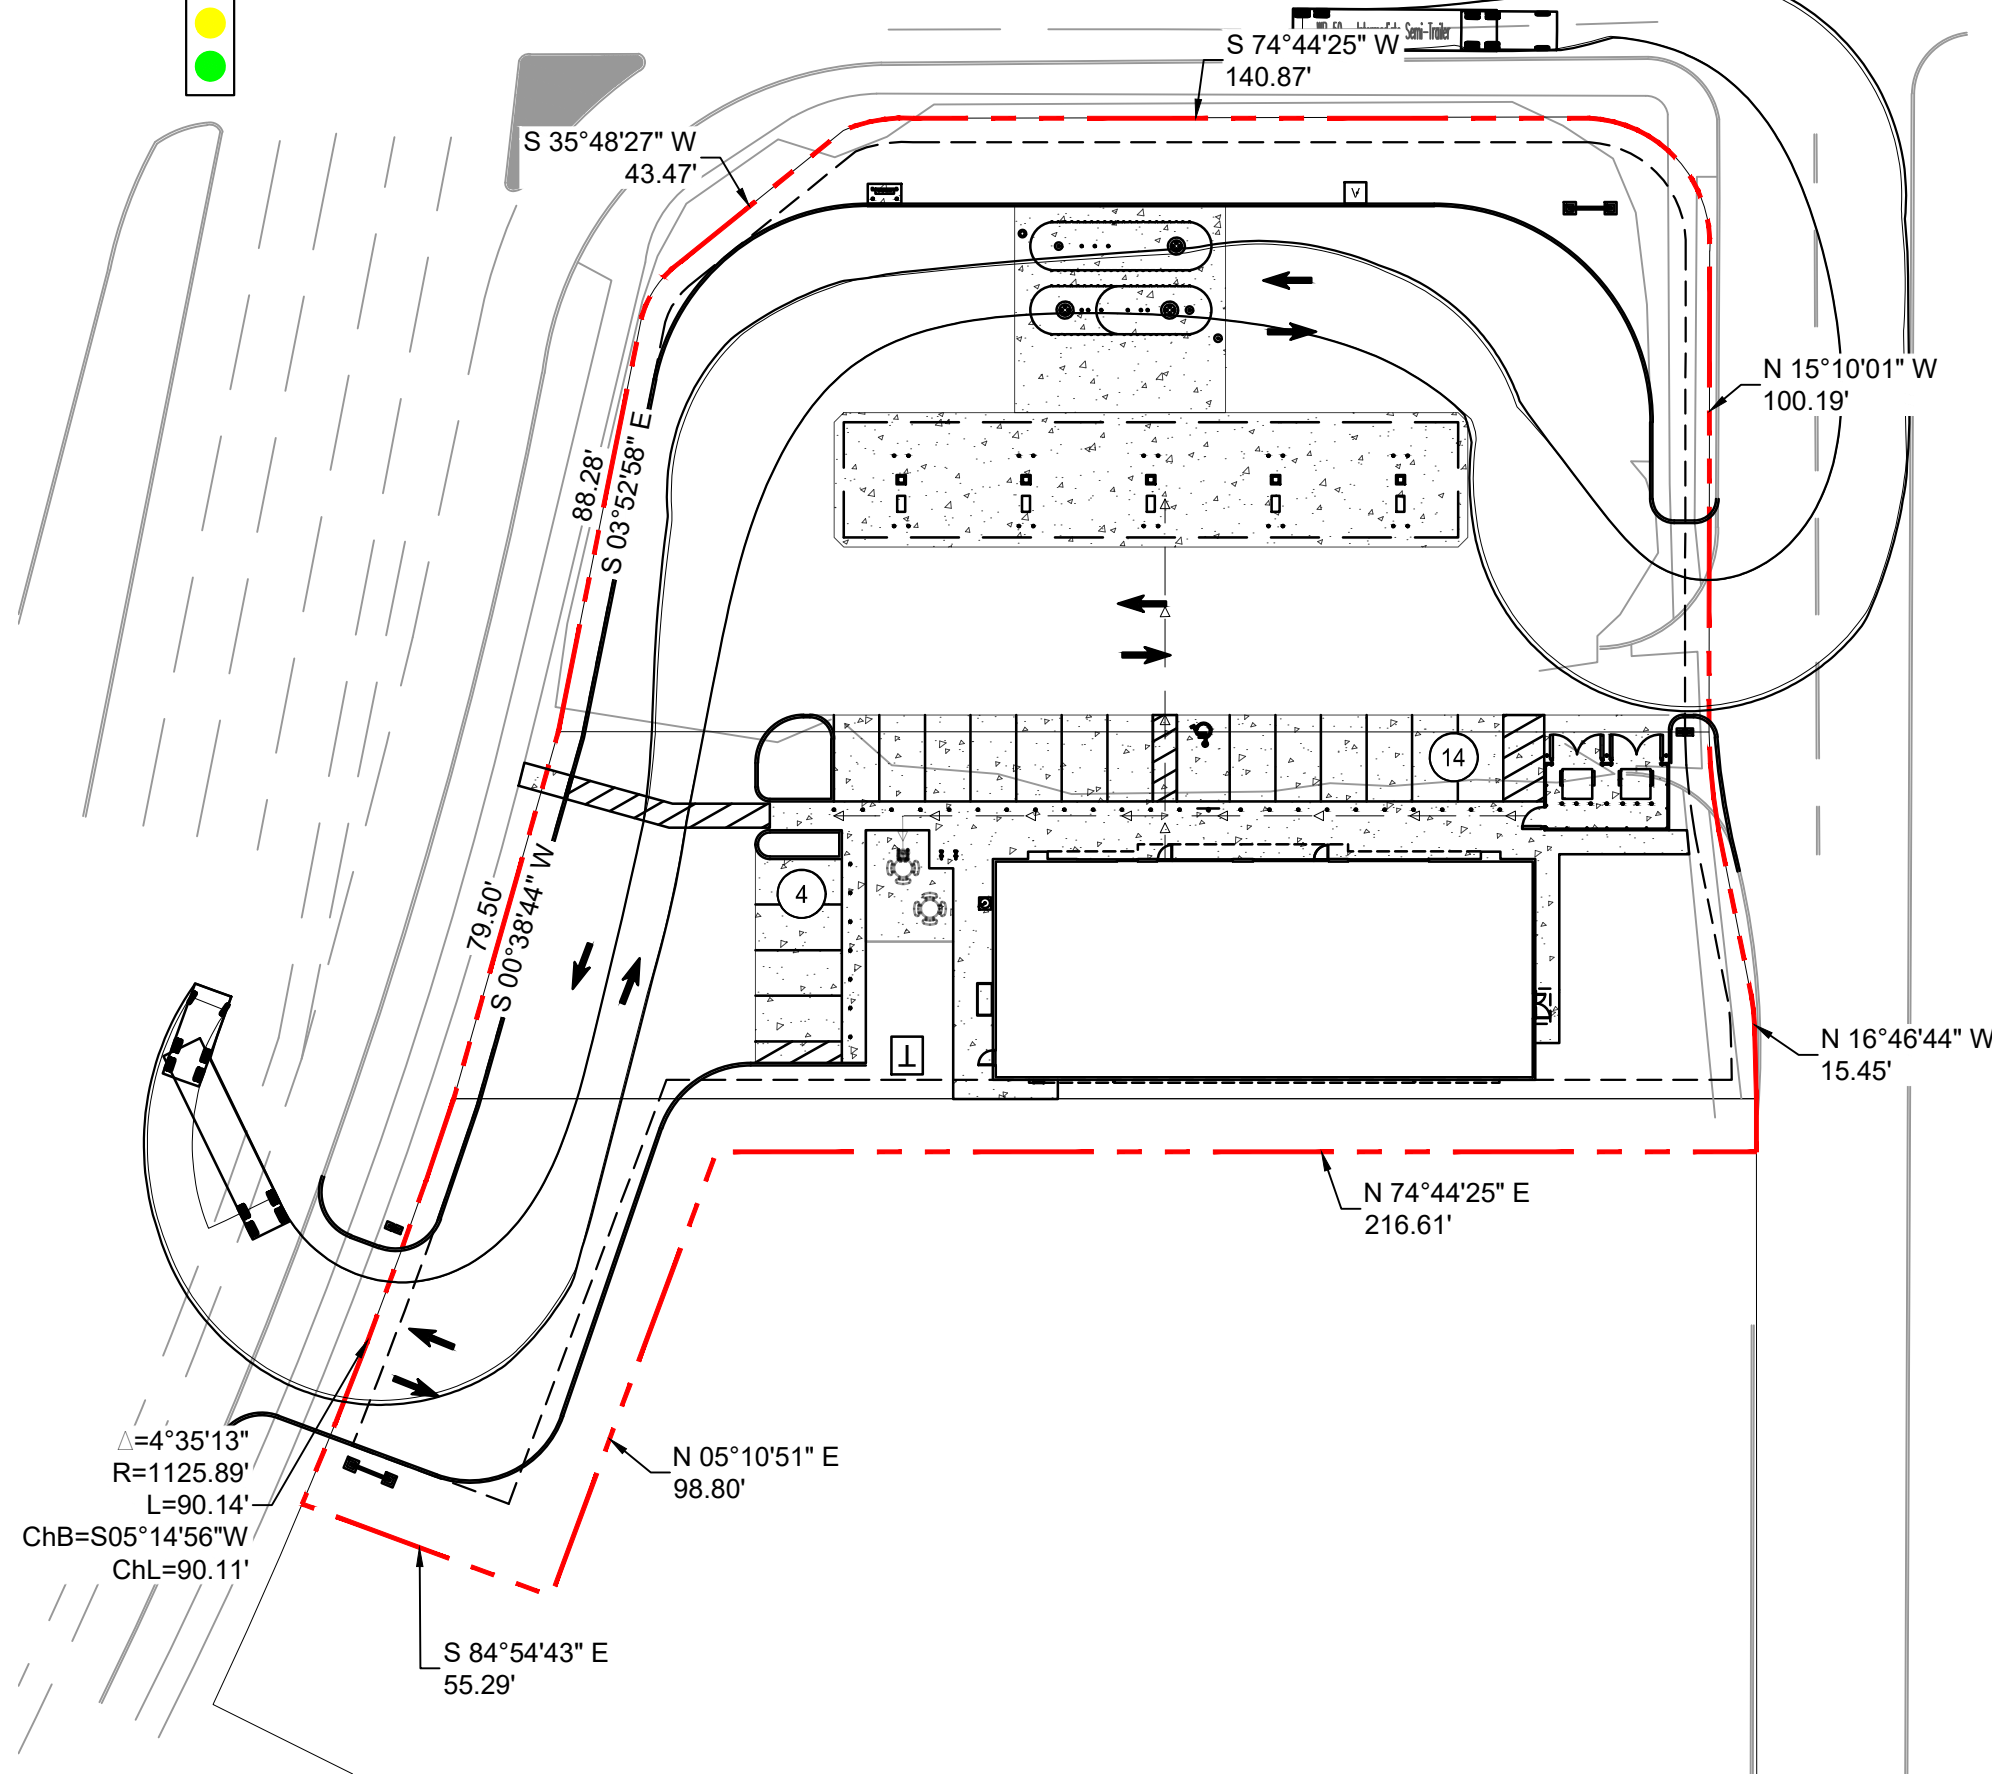 Semi-Trailer
S 74°44'25" W
140.87'
S 35°48'27" W
43.47'
N 15°10'01" W
100.19'
88.28'
S 03°52'58" E
14
4
79.50'
S 00°38'44" W
N 16°46'44" W
15.45'
N 74°44'25" E
216.61'
△=4°35'13"
R=1125.89'
L=90.14'
ChB=S05°14'56"W
ChL=90.11'
N 05°10'51" E
98.80'
S 84°54'43" E
55.29'